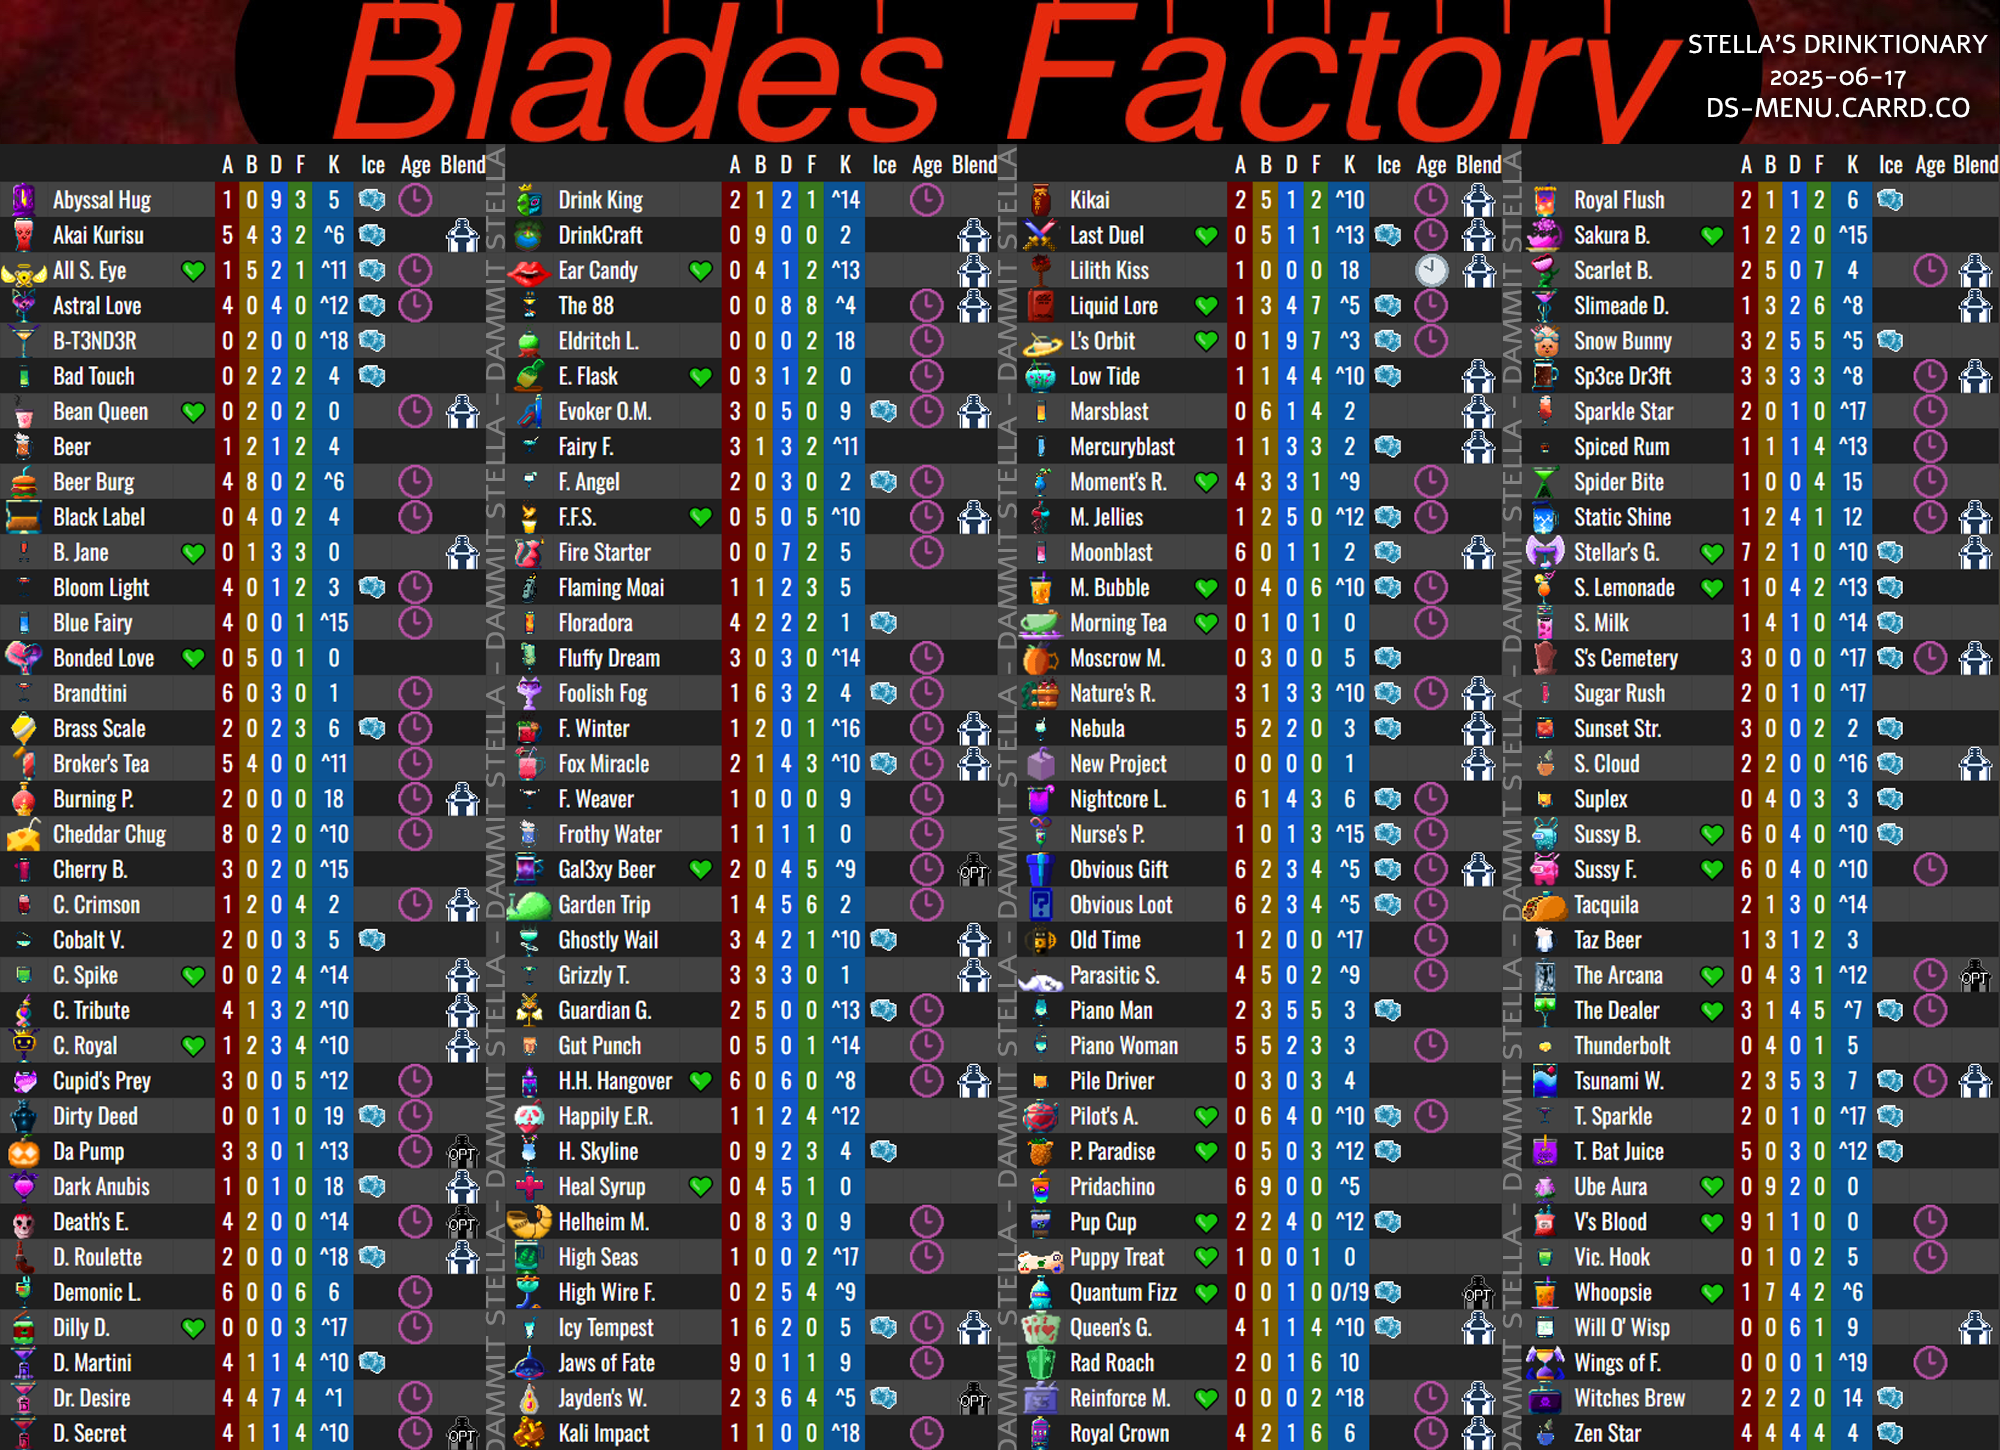 Blades Factory
STELLA'S DRINKTIONARY
2025-06-17
DS-MENU.CARRD.CO
A B D F K Ice Age Blend
Abyssal Hug 1 0 9 3 5
Akai Kurisu 5 4 3 2 ^6
All S. Eye 1 5 2 1 ^11
Astral Love 4 0 4 0 ^12
B-T3ND3R 0 2 0 0 ^18
Bad Touch 0 2 2 2 4
Bean Queen 0 2 0 2 0
Beer 1 2 1 2 4
Beer Burg 4 8 0 2 ^6
Black Label 0 4 0 2 4
B. Jane 0 1 3 3 0
Bloom Light 4 0 1 2 3
Blue Fairy 4 0 0 1 ^15
Bonded Love 0 5 0 1 0
Brandtini 6 0 3 0 1
Brass Scale 2 0 2 3 6
Broker's Tea 5 4 0 0 ^11
Burning P. 2 0 0 0 18
Cheddar Chug 8 0 2 0 ^10
Cherry B. 3 0 2 0 ^15
C. Crimson 1 2 0 4 2
Cobalt V. 2 0 0 3 5
C. Spike 0 0 2 4 ^14
C. Tribute 4 1 3 2 ^10
C. Royal 1 2 3 4 ^10
Cupid's Prey 3 0 0 5 ^12
Dirty Deed 0 0 1 0 19
Da Pump 3 3 0 1 ^13 OPT
Dark Anubis 1 0 1 0 18
Death's E. 4 2 0 0 ^14 OPT
D. Roulette 2 0 0 0 ^18
Demonic L. 6 0 0 6 6
Dilly D. 0 0 0 3 ^17
D. Martini 4 1 1 4 ^10
Dr. Desire 4 4 7 4 ^1
D. Secret 4 1 1 4 ^10 OPT
DAMMIT STELLA - DAMMIT STELLA - DAMMIT STELLA - DAMMIT STELLA
A B D F K Ice Age Blend
Drink King 2 1 2 1 ^14
DrinkCraft 0 9 0 0 2
Ear Candy 0 4 1 2 ^13
The 88 0 0 8 8 ^4
Eldritch L. 0 0 0 2 18
E. Flask 0 3 1 2 0
Evoker O.M. 3 0 5 0 9
Fairy F. 3 1 3 2 ^11
F. Angel 2 0 3 0 2
F.F.S. 0 5 0 5 ^10
Fire Starter 0 0 7 2 5
Flaming Moai 1 1 2 3 5
Floradora 4 2 2 2 1
Fluffy Dream 3 0 3 0 ^14
Foolish Fog 1 6 3 2 4
F. Winter 1 2 0 1 ^16
Fox Miracle 2 1 4 3 ^10
F. Weaver 1 0 0 0 9
Frothy Water 1 1 1 1 0
Gal3xy Beer 2 0 4 5 ^9 OPT
Garden Trip 1 4 5 6 2
Ghostly Wail 3 4 2 1 ^10
Grizzly T. 3 3 3 0 1
Guardian G. 2 5 0 0 ^13
Gut Punch 0 5 0 1 ^14
H.H. Hangover 6 0 6 0 ^8
Happily E.R. 1 1 2 4 ^12
H. Skyline 0 9 2 3 4
Heal Syrup 0 4 5 1 0
Helheim M. 0 8 3 0 9
High Seas 1 0 0 2 ^17
High Wire F. 0 2 5 4 ^9
Icy Tempest 1 6 2 0 5
Jaws of Fate 9 0 1 1 9
Jayden's W. 2 3 6 4 ^5 OPT
Kali Impact 1 1 0 0 ^18
DAMMIT STELLA - DAMMIT STELLA - DAMMIT STELLA - DAMMIT STELLA
A B D F K Ice Age Blend
Kikai 2 5 1 2 ^10
Last Duel 0 5 1 1 ^13
Lilith Kiss 1 0 0 0 18
Liquid Lore 1 3 4 7 ^5
L's Orbit 0 1 9 7 ^3
Low Tide 1 1 4 4 ^10
Marsblast 0 6 1 4 2
Mercuryblast 1 1 3 3 2
Moment's R. 4 3 3 1 ^9
M. Jellies 1 2 5 0 ^12
Moonblast 6 0 1 1 2
M. Bubble 0 4 0 6 ^10
Morning Tea 0 1 0 1 0
Moscrow M. 0 3 0 0 5
Nature's R. 3 1 3 3 ^10
Nebula 5 2 2 0 3
New Project 0 0 0 0 1
Nightcore L. 6 1 4 3 6
Nurse's P. 1 0 1 3 ^15
Obvious Gift 6 2 3 4 ^5
Obvious Loot 6 2 3 4 ^5
Old Time 1 2 0 0 ^17
Parasitic S. 4 5 0 2 ^9
Piano Man 2 3 5 5 3
Piano Woman 5 5 2 3 3
Pile Driver 0 3 0 3 4
Pilot's A. 0 6 4 0 ^10
P. Paradise 0 5 0 3 ^12
Pridachino 6 9 0 0 ^5
Pup Cup 2 2 4 0 ^12
Puppy Treat 1 0 0 1 0
Quantum Fizz 0 0 1 0 0/19 OPT
Queen's G. 4 1 1 4 ^10
Rad Roach 2 0 1 6 10
Reinforce M. 0 0 0 2 ^18
Royal Crown 4 2 1 6 6
DAMMIT STELLA - DAMMIT STELLA - DAMMIT STELLA - DAMMIT STELLA
A B D F K Ice Age Blend
Royal Flush 2 1 1 2 6
Sakura B. 1 2 2 0 ^15
Scarlet B. 2 5 0 7 4
Slimeade D. 1 3 2 6 ^8
Snow Bunny 3 2 5 5 ^5
Sp3ce Dr3ft 3 3 3 3 ^8
Sparkle Star 2 0 1 0 ^17
Spiced Rum 1 1 1 4 ^13
Spider Bite 1 0 0 4 15
Static Shine 1 2 4 1 12
Stellar's G. 7 2 1 0 ^10
S. Lemonade 1 0 4 2 ^13
S. Milk 1 4 1 0 ^14
S's Cemetery 3 0 0 0 ^17
Sugar Rush 2 0 1 0 ^17
Sunset Str. 3 0 0 2 2
S. Cloud 2 2 0 0 ^16
Suplex 0 4 0 3 3
Sussy B. 6 0 4 0 ^10
Sussy F. 6 0 4 0 ^10
Tacquila 2 1 3 0 ^14
Taz Beer 1 3 1 2 3
The Arcana 0 4 3 1 ^12 OPT
The Dealer 3 1 4 5 ^7
Thunderbolt 0 4 0 1 5
Tsunami W. 2 3 5 3 7
T. Sparkle 2 0 1 0 ^17
T. Bat Juice 5 0 3 0 ^12
Ube Aura 0 9 2 0 0
V's Blood 9 1 1 0 0
Vic. Hook 0 1 0 2 5
Whoopsie 1 7 4 2 ^6
Will O' Wisp 0 0 6 1 9
Wings of F. 0 0 0 1 ^19
Witches Brew 2 2 2 0 14
Zen Star 4 4 4 4 4